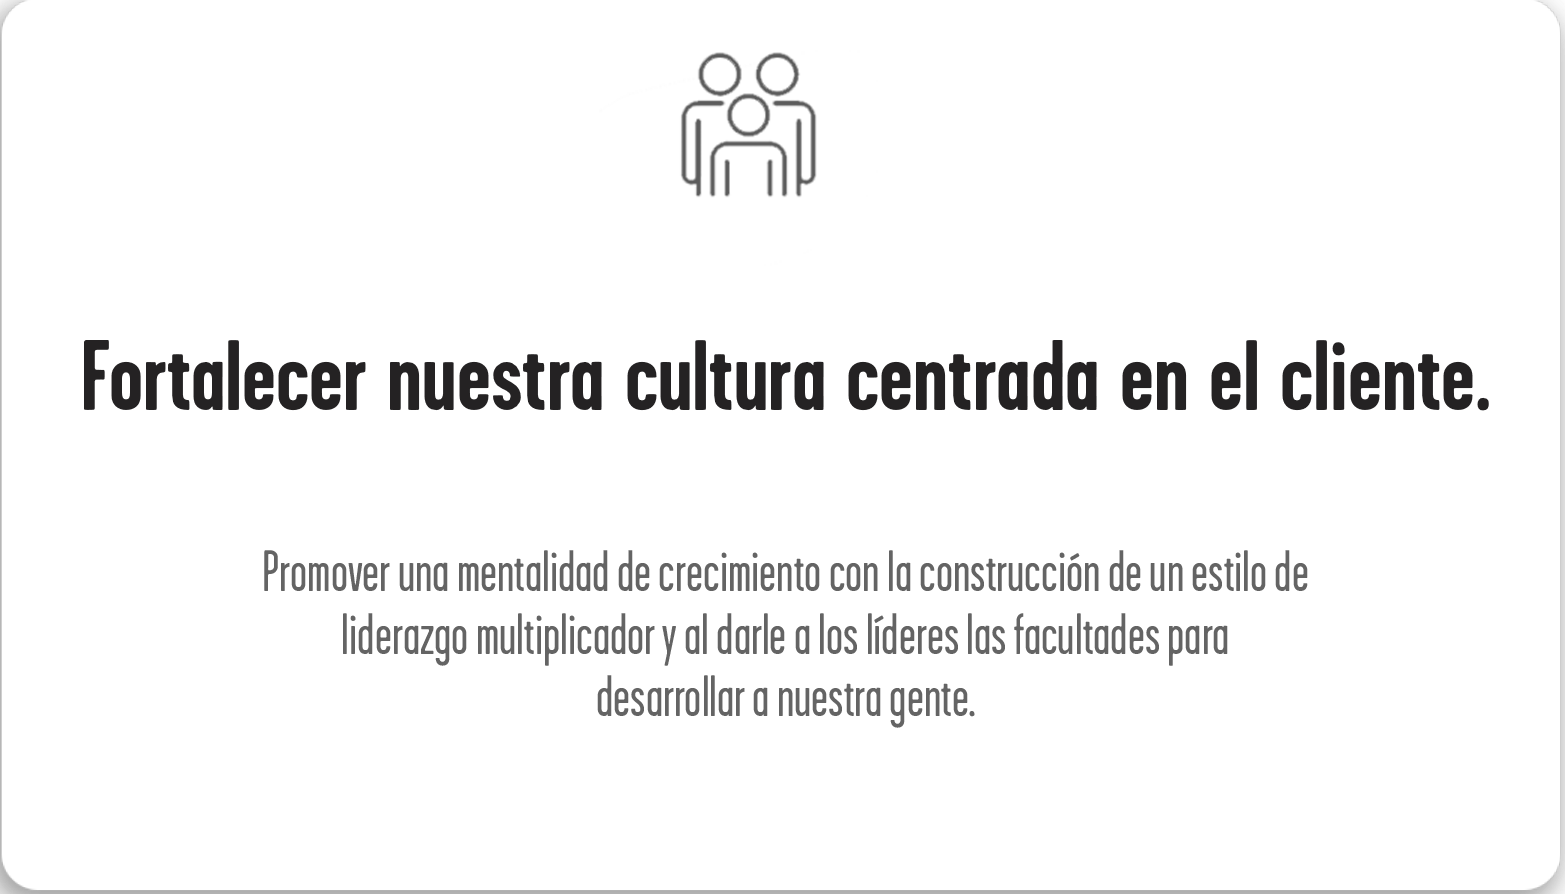 Fortalecer nuestra cultura centrada en el cliente.
Promover una mentalidad de crecimiento con la construcción de un estilo de
liderazgo multiplicador y al darle a los líderes las facultades para
desarrollar a nuestra gente.